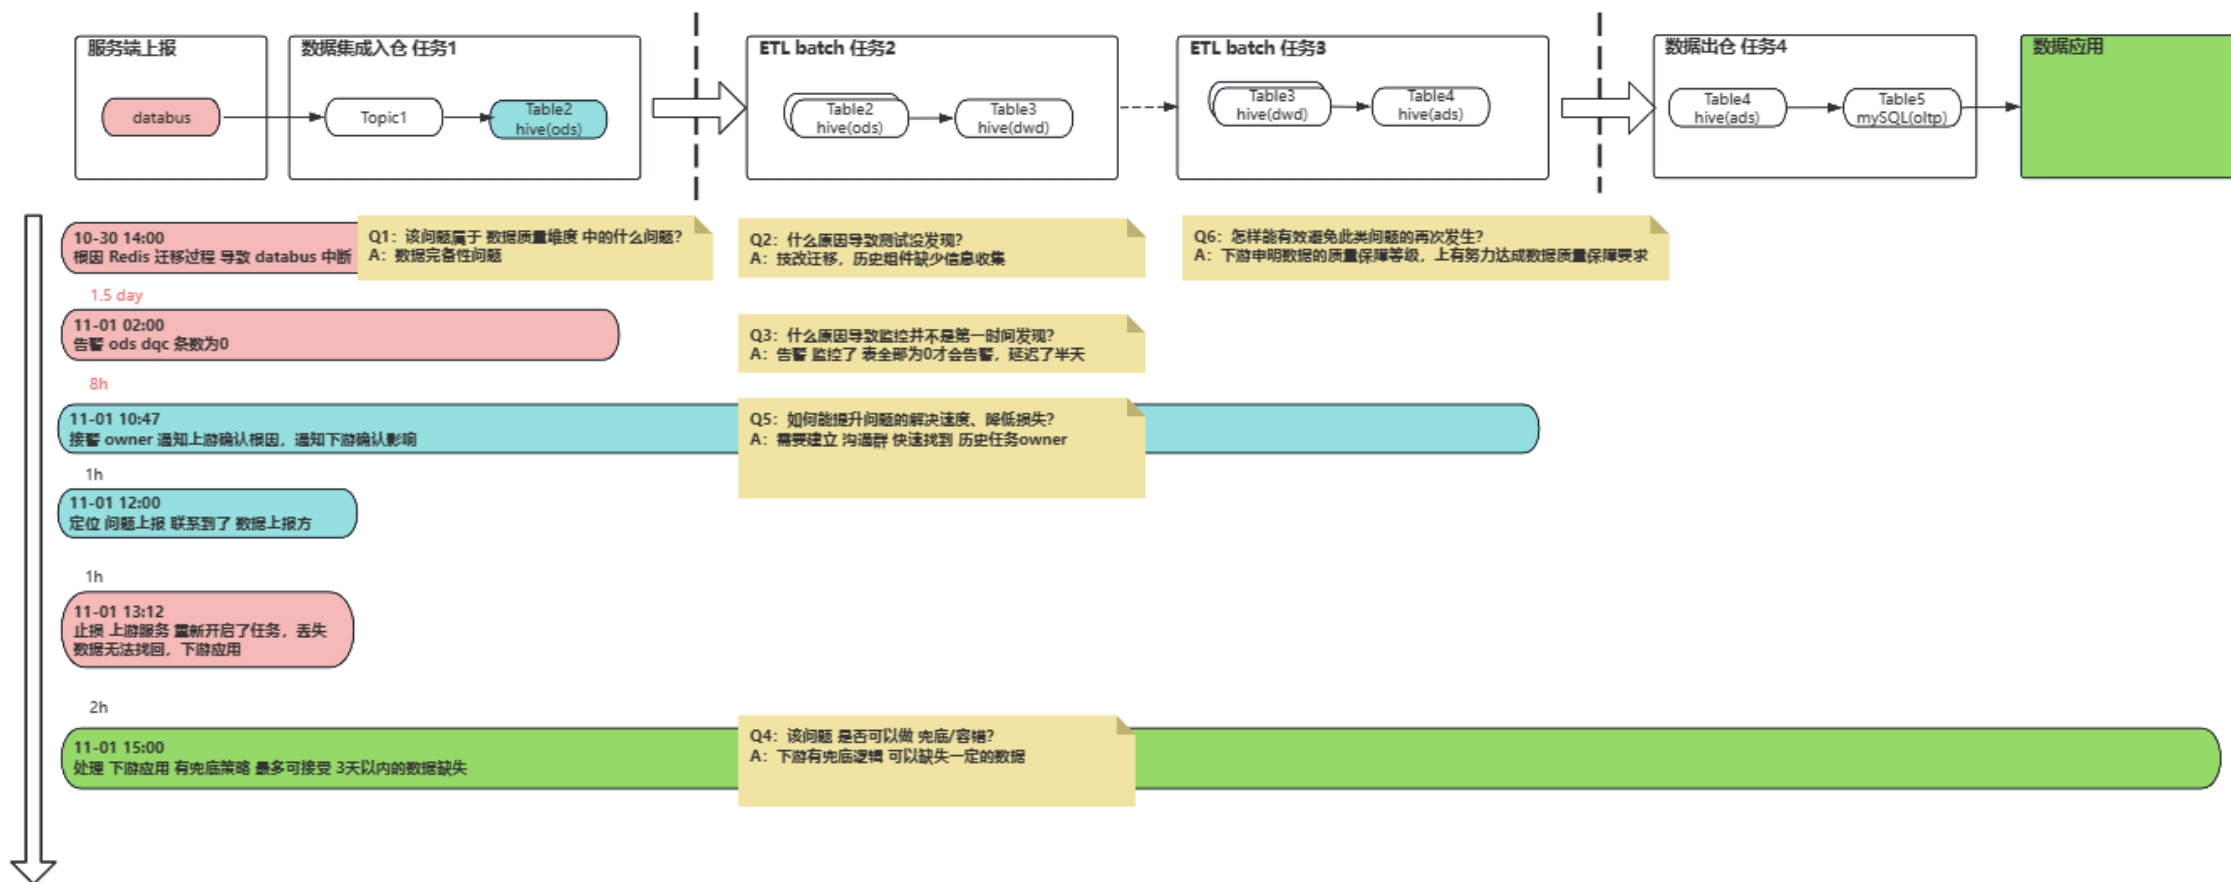 服务端上报
databus
数据集成入仓 任务1
Topic1
Table2
hive(ods)
ETL batch 任务2
Table2
hive(ods)
Table3
hive(dwd)
ETL batch 任务3
Table3
hive(dwd)
Table4
hive(ads)
数据出仓 任务4
Table4
hive(ads)
Table5
mySQL(oltp)
数据应用
10-30 14:00
根因 Redis 迁移过程 导致 databus 中断
Q1：该问题属于 数据质量维度 中的什么问题？
A：数据完备性问题
Q2：什么原因导致测试没发现？
A：技改迁移，历史组件缺少信息收集
Q6：怎样能有效避免此类问题的再次发生？
A：下游申明数据的质量保障等级，上有努力达成数据质量保障要求
1.5 day
11-01 02:00
告警 ods dqc 条数为0
Q3：什么原因导致监控并不是第一时间发现？
A：告警 监控了 表全部为0才会告警，延迟了半天
8h
11-01 10:47
接警 owner 通知上游确认根因，通知下游确认影响
Q5：如何能提升问题的解决速度、降低损失？
A：需要建立 沟通群 快速找到 历史任务owner
1h
11-01 12:00
定位 问题上报 联系到了 数据上报方
1h
11-01 13:12
止损 上游服务 重新开启了任务，丢失
数据无法找回，下游应用
2h
11-01 15:00
处理 下游应用 有兜底策略 最多可接受 3天以内的数据缺失
Q4：该问题 是否可以做 兜底/容错？
A：下游有兜底逻辑 可以缺失一定的数据